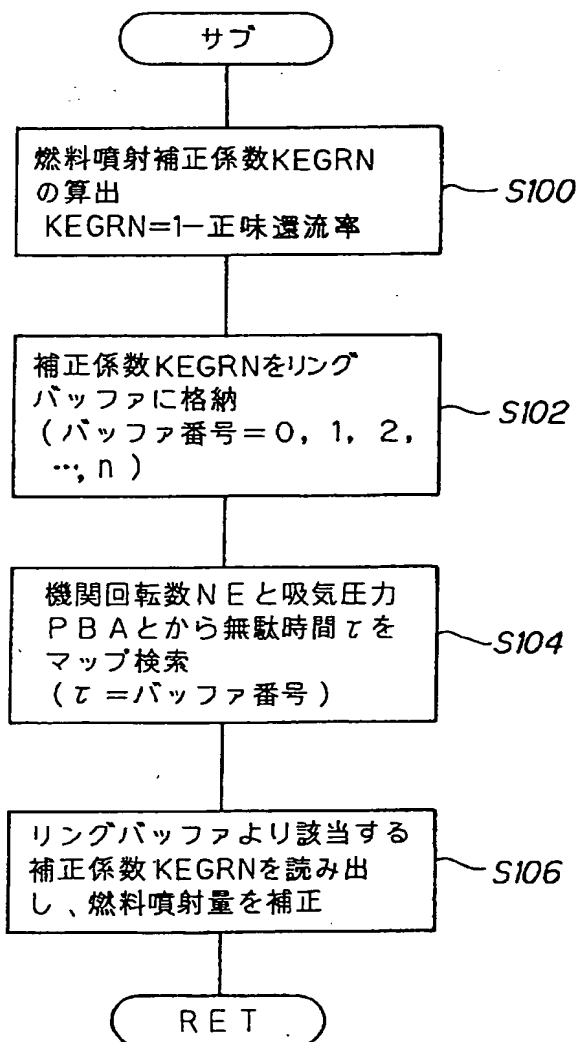 サブ
燃料噴射補正係数KEGRN
の算出
KEGRN=1−正味還流率
S100
補正係数KEGRNをリング
バッファに格納
(バッファ番号=0, 1, 2,
…, n )
S102
機関回転数NEと吸気圧力
PBAとから無駄時間τを
マップ検索
(τ=バッファ番号)
S104
リングバッファより該当する
補正係数KEGRNを読み出
し、燃料噴射量を補正
S106
RET